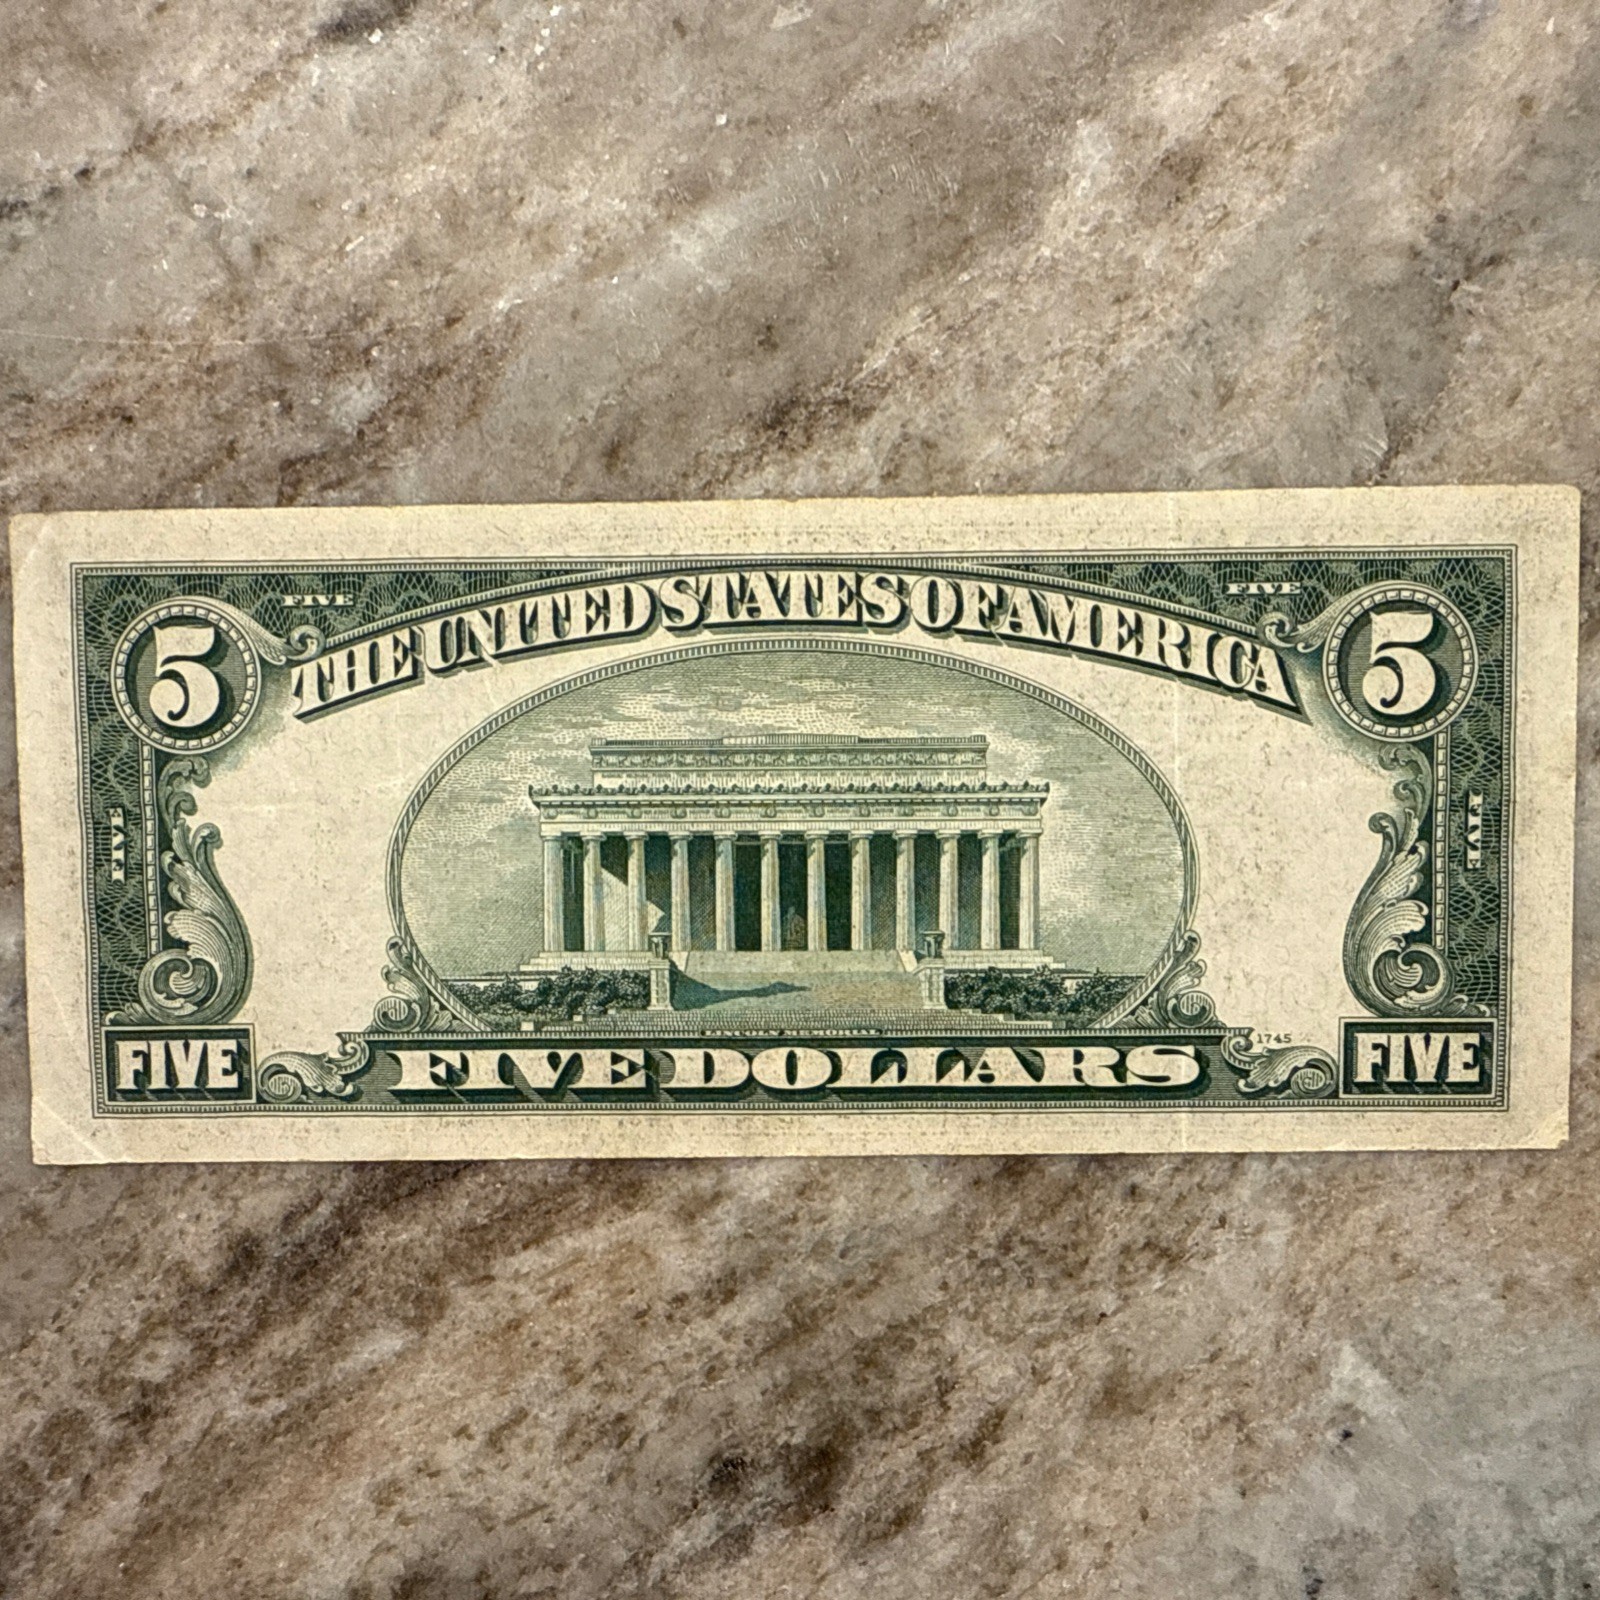 FIVE FIVE
5 THE UNITED STATES OF AMERICA 5
FIVE FIVE
LINCOLN MEMORIAL
1745
FIVE FIVE DOLLARS FIVE